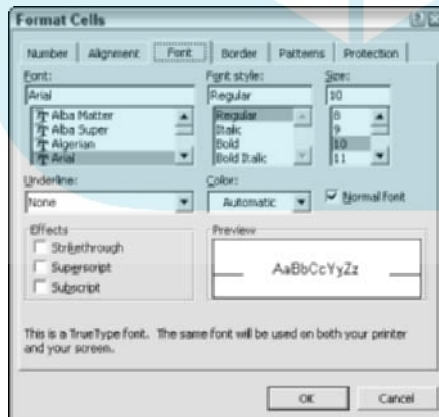 Format Cells
Number Alignment Font Border Patterns Protection
Font: Font style: Size:
Arial Regular 10
Alba Matter Regular 8
Alba Super Italic 9
Algerian Bold 10
Arial Bold Italic 11
Underline: Color:
None Automatic Normal font
Effects Preview
Strikethrough
Superscript AaBbCcYyZz
Subscript
This is a TrueType font. The same font will be used on both your printer
and your screen.
OK Cancel